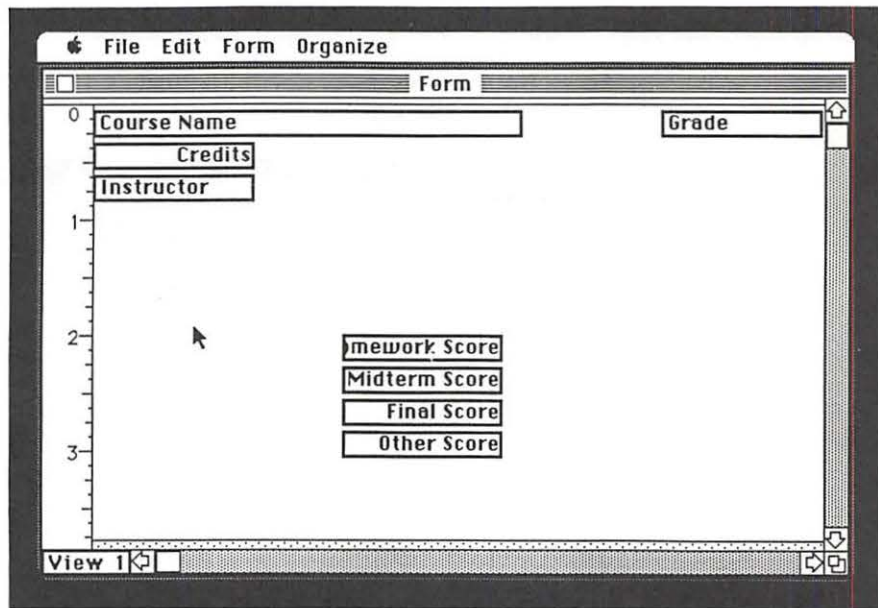 File Edit Form Organize
Form
0
Course Name Grade
Credits
Instructor
1
2
omework Score
Midterm Score
Final Score
Other Score
3
View 1